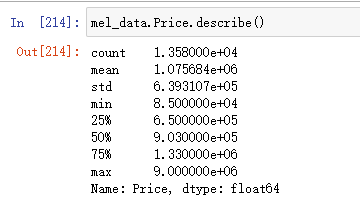 In [214]: mel_data.Price.describe()
Out[214]: count 1.358000e+04
mean 1.075684e+06
std 6.393107e+05
min 8.500000e+04
25% 6.500000e+05
50% 9.030000e+05
75% 1.330000e+06
max 9.000000e+06
Name: Price, dtype: float64